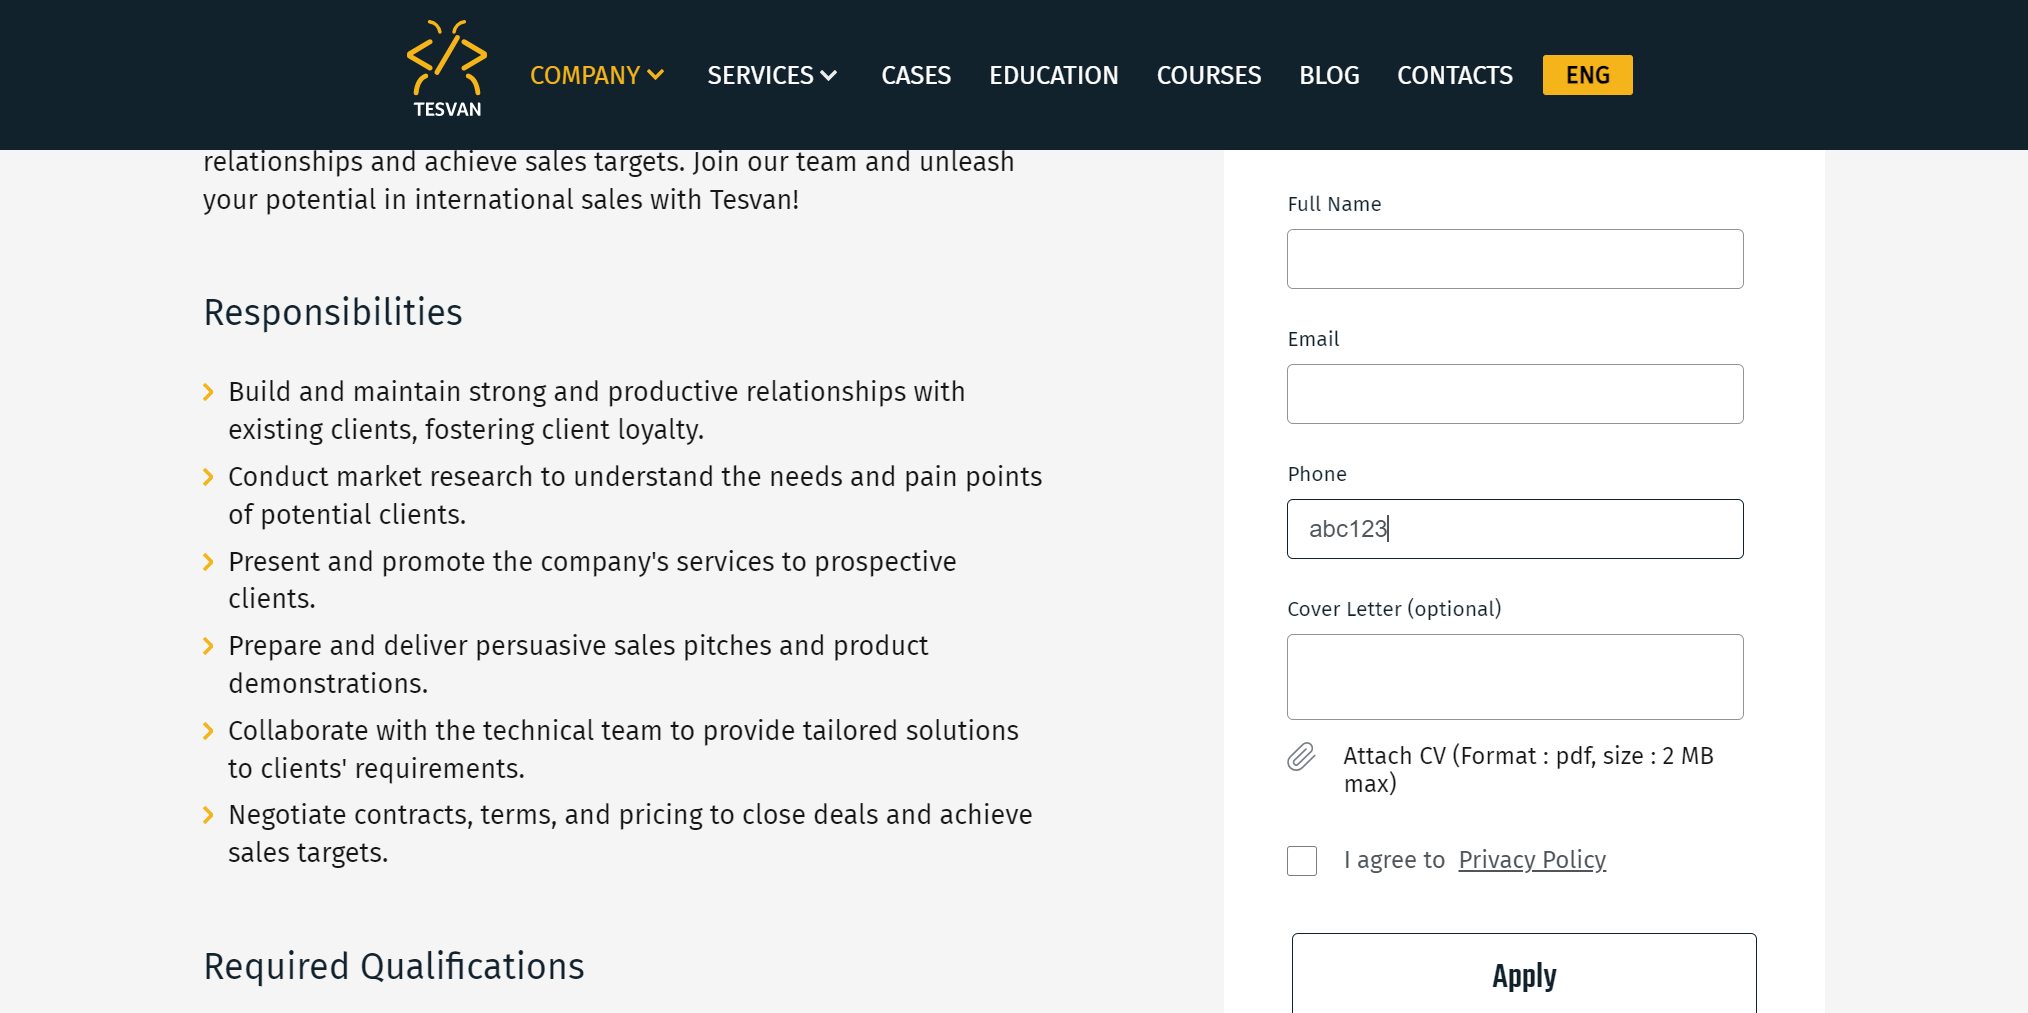 TESVAN
COMPANY SERVICES CASES EDUCATION COURSES BLOG CONTACTS ENG
relationships and achieve sales targets. Join our team and unleash
your potential in international sales with Tesvan!
Responsibilities
Build and maintain strong and productive relationships with
existing clients, fostering client loyalty.
Conduct market research to understand the needs and pain points
of potential clients.
Present and promote the company's services to prospective
clients.
Prepare and deliver persuasive sales pitches and product
demonstrations.
Collaborate with the technical team to provide tailored solutions
to clients' requirements.
Negotiate contracts, terms, and pricing to close deals and achieve
sales targets.
Required Qualifications
Full Name
Email
Phone
abc123
Cover Letter (optional)
Attach CV (Format : pdf, size : 2 MB
max)
I agree to Privacy Policy
Apply